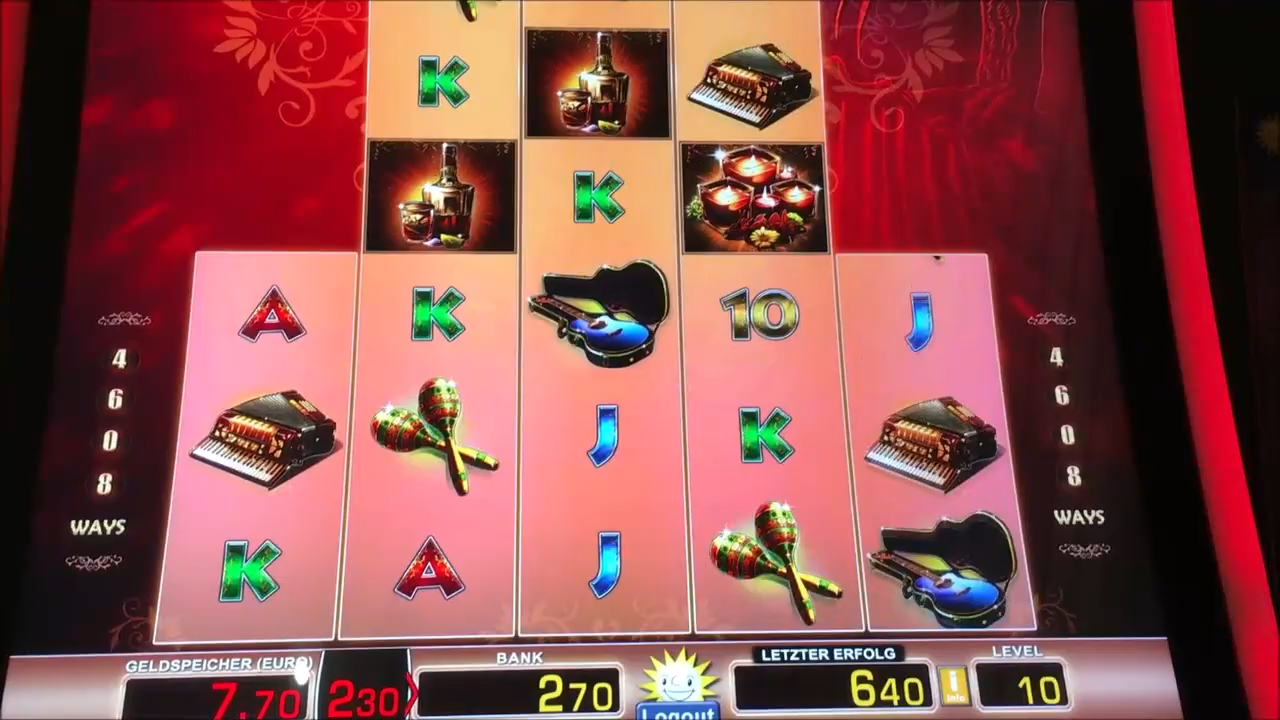 K
K
A
K
10
J
J
K
K
A
J
4
6
0
8
WAYS
4
6
0
8
WAYS
GELDSPEICHER (EURO)
7.70
230
BANK
270
Logout
LETZTER ERFOLG
640
i
Info
LEVEL
10